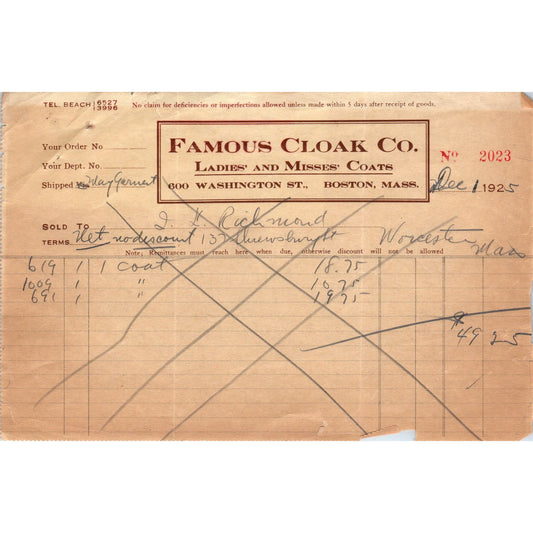 TEL. BEACH 6527 3996 No claim for deficiencies or imperfections allowed unless made within 5 days after receipt of goods.
Your Order No
FAMOUS CLOAK CO.
No 2023
Your Dept. No.
LADIES' AND MISSES' COATS
Shipped Garment
600 WASHINGTON ST., BOSTON, MASS.
Dec 1 1925
SOLD TO Richmond
TERMS Net no discount 137 Worcester Mass
Note; Remittances must reach here when due, otherwise discount will not be allowed
619 1 1 coat 18.75
1009 1 " 10.75
691 1 " 19.75
49 25